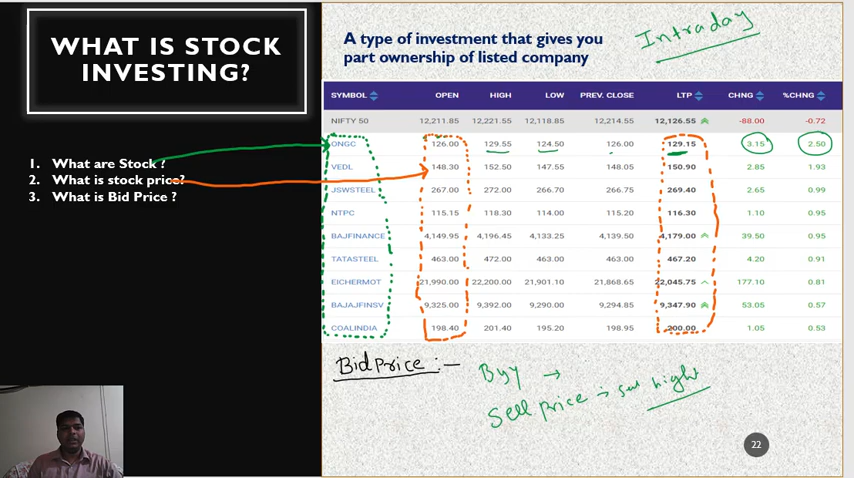 WHAT IS STOCK
INVESTING?
1. What are Stock ?
2. What is stock price?
3. What is Bid Price ?
A type of investment that gives you
part ownership of listed company
Intraday
SYMBOL OPEN HIGH LOW PREV. CLOSE LTP CHNG %CHNG
NIFTY 50 12,211.85 12,221.55 12,118.85 12,214.55 12,126.55 -88.00 -0.72
ONGC 126.00 129.55 124.50 126.00 129.15 3.15 2.50
VEDL 148.30 152.50 147.55 148.05 150.90 2.85 1.93
JSWSTEEL 267.00 272.00 266.70 266.75 269.40 2.65 0.99
NTPC 115.15 118.30 114.00 115.20 116.30 1.10 0.95
BAJFINANCE 4,149.95 4,196.45 4,133.25 4,139.50 4,179.00 39.50 0.95
TATASTEEL 463.00 472.00 463.00 463.00 467.20 4.20 0.91
EICHERMOT 21,990.00 22,200.00 21,901.10 21,868.65 22,045.75 177.10 0.81
BAJAJFINSV 9,325.00 9,392.00 9,290.00 9,294.85 9,347.90 53.05 0.57
COALINDIA 198.40 201.40 195.20 198.95 200.00 1.05 0.53
Bid Price :-
Buy →
Sell price → hight
22